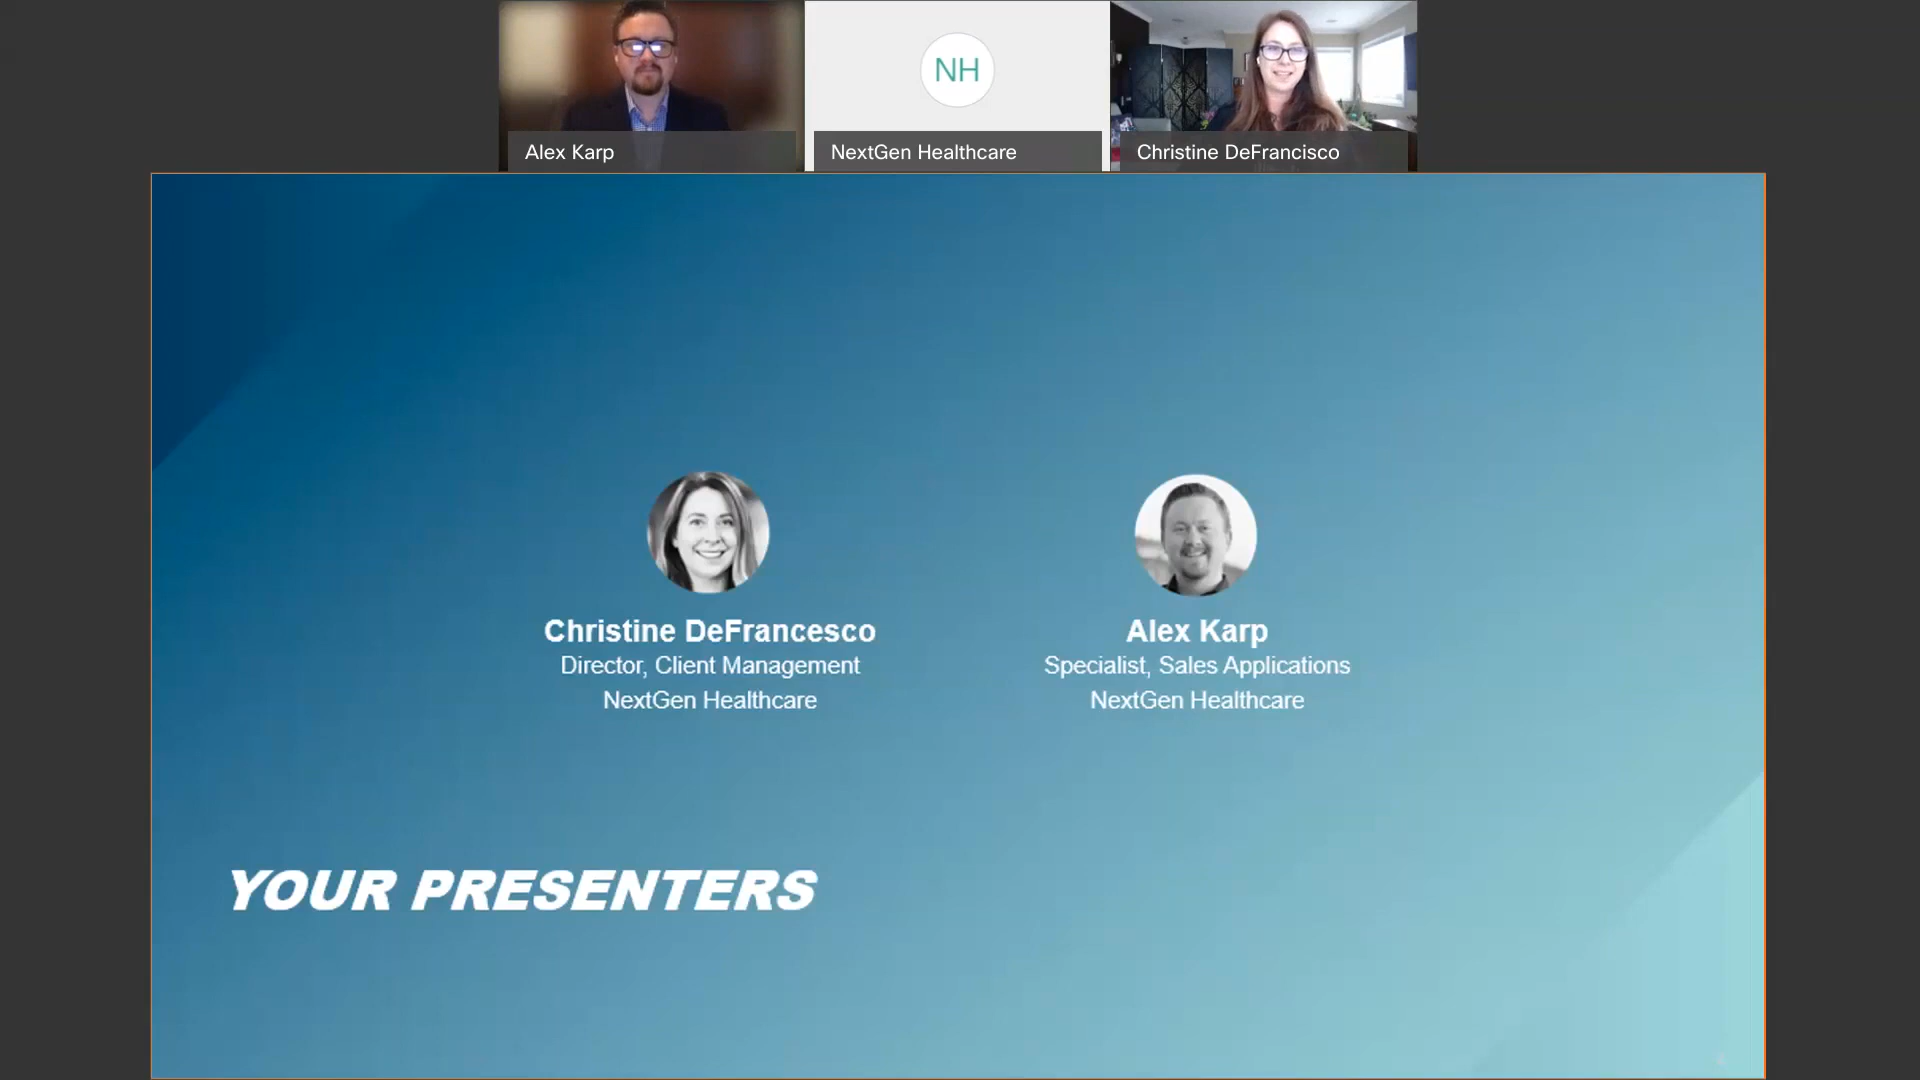 Alex Karp
NH
NextGen Healthcare
Christine DeFrancisco
Christine DeFrancesco
Director, Client Management
NextGen Healthcare
Alex Karp
Specialist, Sales Applications
NextGen Healthcare
YOUR PRESENTERS